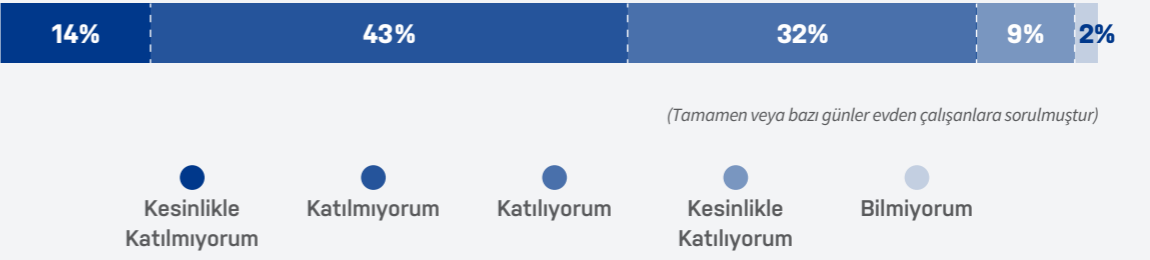 14% 43% 32% 9% 2%
(Tamamen veya bazı günler evden çalışanlara sorulmuştur)
Kesinlikle Katılmıyorum
Katılmıyorum
Katılıyorum
Kesinlikle Katılıyorum
Bilmiyorum